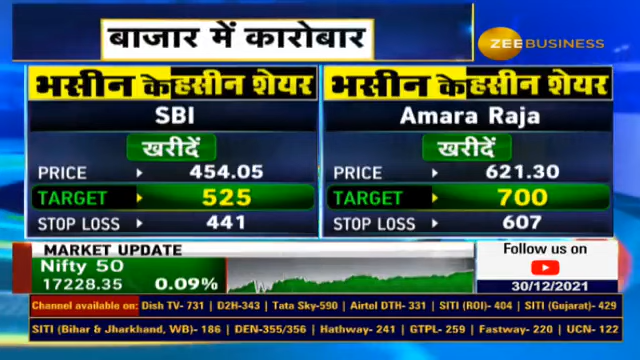 बाजार में कारोबार
ZEE BUSINESS
भसीन के हसीन शेयर
SBI
खरीदें
PRICE 454.05
TARGET 525
STOP LOSS 441
भसीन के हसीन शेयर
Amara Raja
खरीदें
PRICE 621.30
TARGET 700
STOP LOSS 607
MARKET UPDATE
Nifty 50
17228.35 0.09%
Follow us on
30/12/2021
Channel available on: Dish TV- 731 | D2H-343 | Tata Sky-590 | Airtel DTH- 331 | SITI (ROI)- 404 | SITI (Gujarat)- 429
SITI (Bihar & Jharkhand, WB)- 186 | DEN-355/356 | Hathway- 241 | GTPL- 259 | Fastway- 220 | UCN- 122